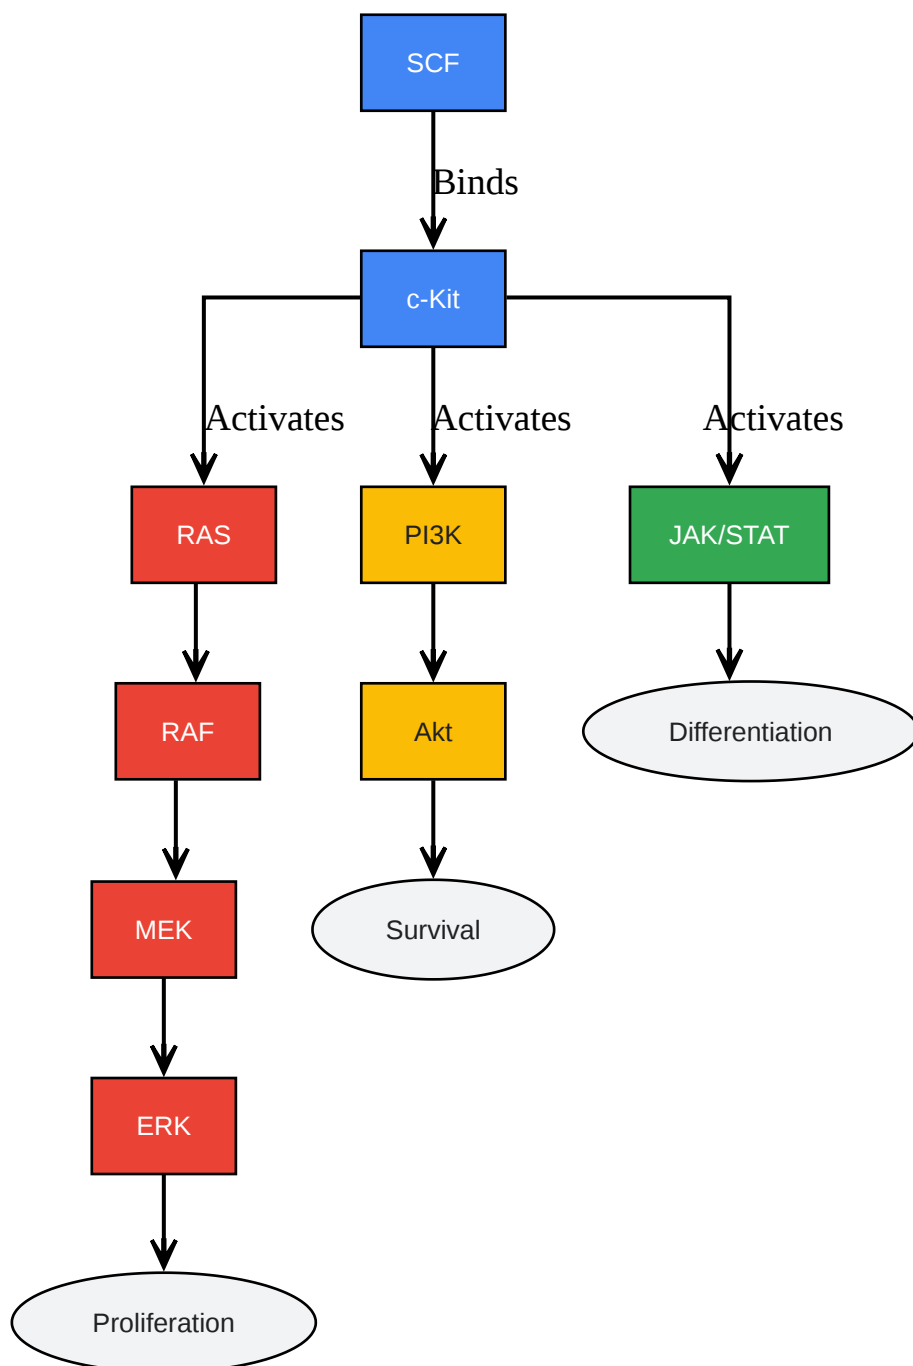 SCF
Binds
c-Kit
Activates Activates Activates
RAS PI3K JAK/STAT
RAF Akt Differentiation
MEK Survival
ERK
Proliferation